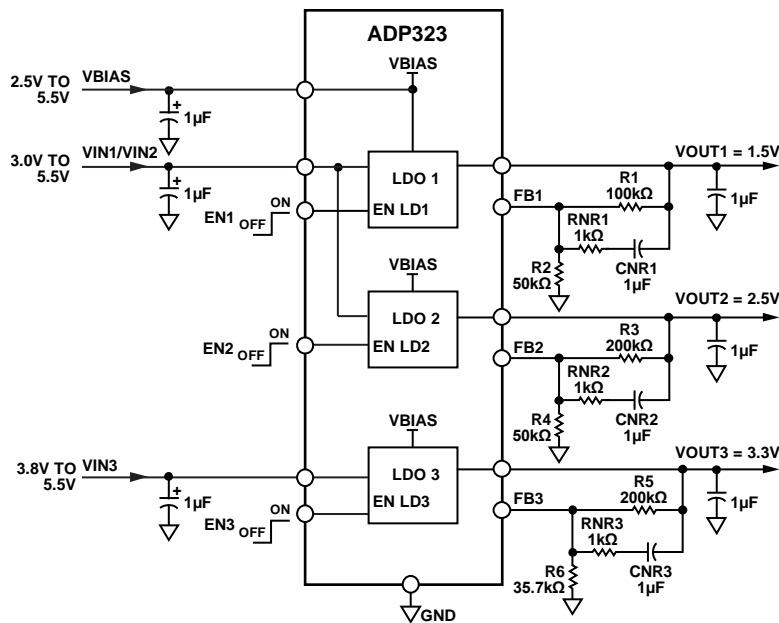 ADP323
VBIAS
2.5V TO
5.5V
VBIAS
+
1µF
3.0V TO
5.5V
VIN1/VIN2
+
1µF
LDO 1
EN LD1
EN1
OFF
ON
VOUT1 = 1.5V
R1
100kΩ
1µF
FB1
RNR1
1kΩ
CNR1
1µF
R2
50kΩ
VBIAS
LDO 2
EN LD2
EN2
OFF
ON
VOUT2 = 2.5V
R3
200kΩ
1µF
FB2
RNR2
1kΩ
CNR2
1µF
R4
50kΩ
VBIAS
3.8V TO
5.5V
VIN3
+
1µF
LDO 3
EN LD3
EN3
OFF
ON
VOUT3 = 3.3V
R5
200kΩ
1µF
FB3
RNR3
1kΩ
CNR3
1µF
R6
35.7kΩ
GND